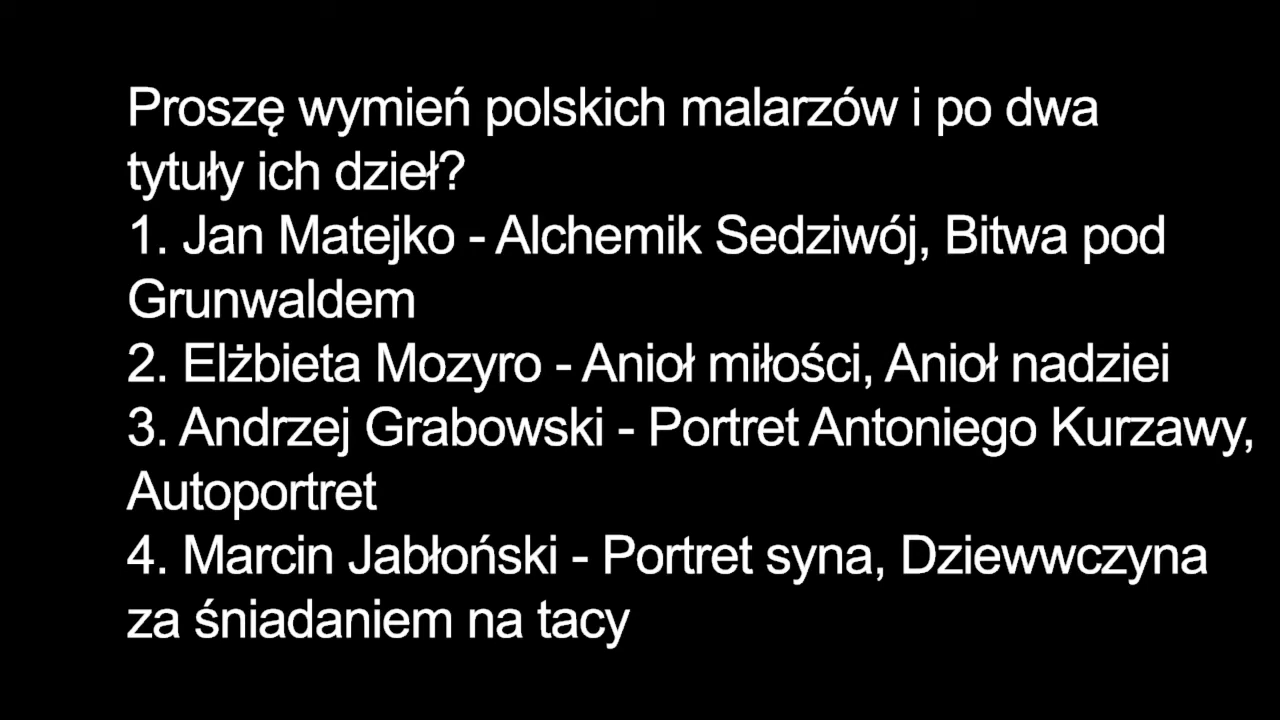 Proszę wymień polskich malarzów i po dwa
tytuły ich dzieł?
1. Jan Matejko - Alchemik Sedziwój, Bitwa pod
Grunwaldem
2. Elżbieta Mozyro - Anioł miłości, Anioł nadziei
3. Andrzej Grabowski - Portret Antoniego Kurzawy,
Autoportret
4. Marcin Jabłoński - Portret syna, Dziewwczyna
za śniadaniem na tacy